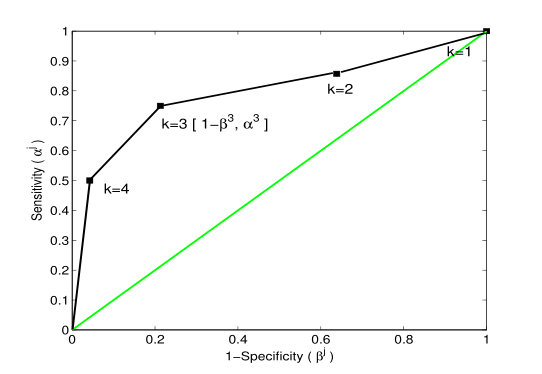 1
0.9
0.8
0.7
0.6
0.5
0.4
0.3
0.2
0.1
0
Sensitivity ( α^j )
k=1
k=2
k=3 [ 1−β^3, α^3 ]
k=4
0 0.2 0.4 0.6 0.8 1
1−Specificity ( β^j )